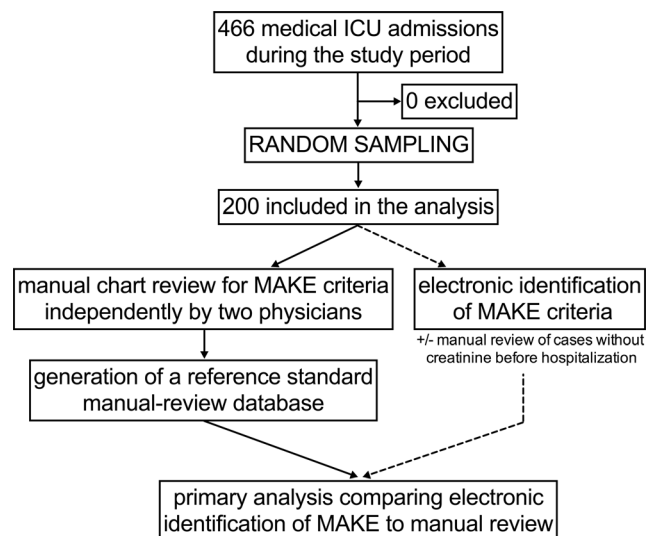 466 medical ICU admissions
during the study period
0 excluded
RANDOM SAMPLING
200 included in the analysis
manual chart review for MAKE criteria
independently by two physicians
electronic identification
of MAKE criteria
+/- manual review of cases without
creatinine before hospitalization
generation of a reference standard
manual-review database
primary analysis comparing electronic
identification of MAKE to manual review